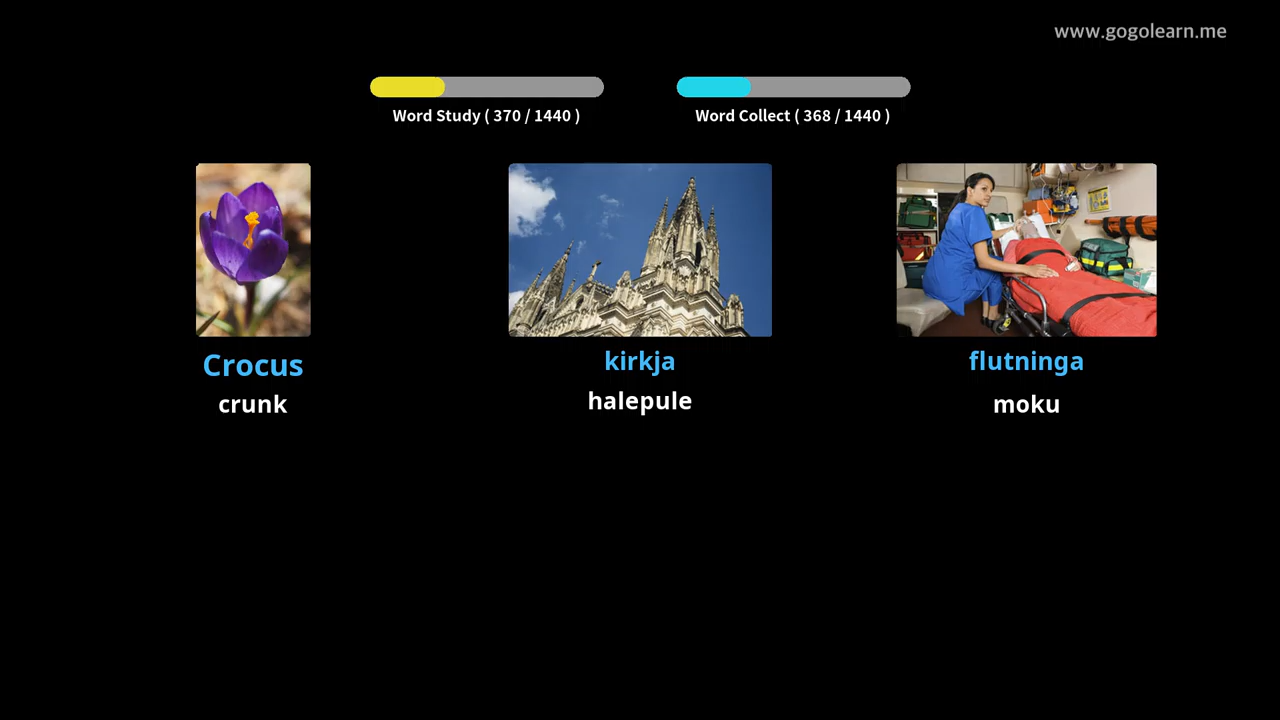 www.gogolearn.me
Word Study ( 370 / 1440 )
Word Collect ( 368 / 1440 )
Crocus
crunk
kirkja
halepule
flutninga
moku